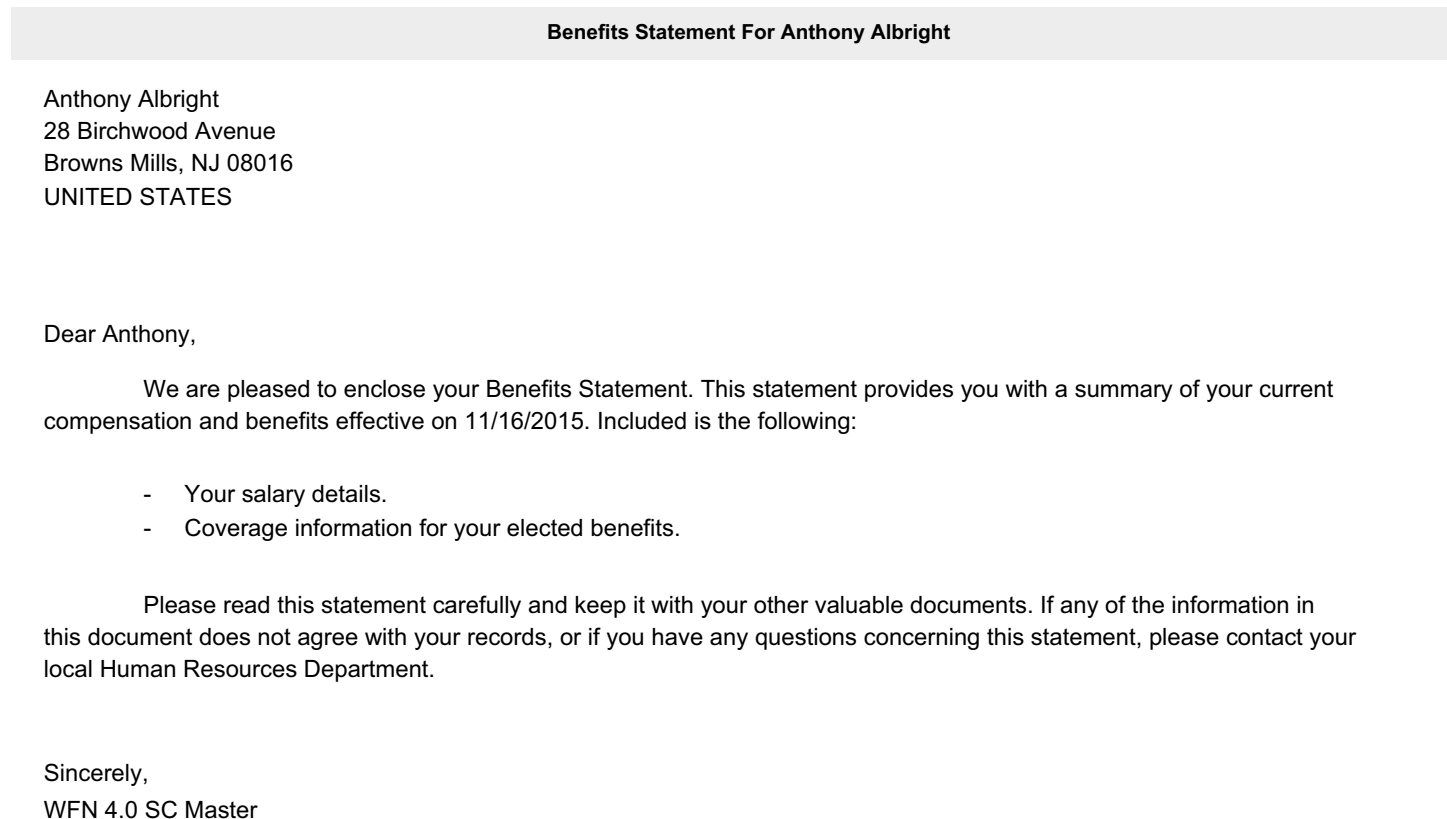 Benefits Statement For Anthony Albright
Anthony Albright
28 Birchwood Avenue
Browns Mills, NJ 08016
UNITED STATES
Dear Anthony,
We are pleased to enclose your Benefits Statement. This statement provides you with a summary of your current
compensation and benefits effective on 11/16/2015. Included is the following:
- Your salary details.
- Coverage information for your elected benefits.
Please read this statement carefully and keep it with your other valuable documents. If any of the information in
this document does not agree with your records, or if you have any questions concerning this statement, please contact your
local Human Resources Department.
Sincerely,
WFN 4.0 SC Master